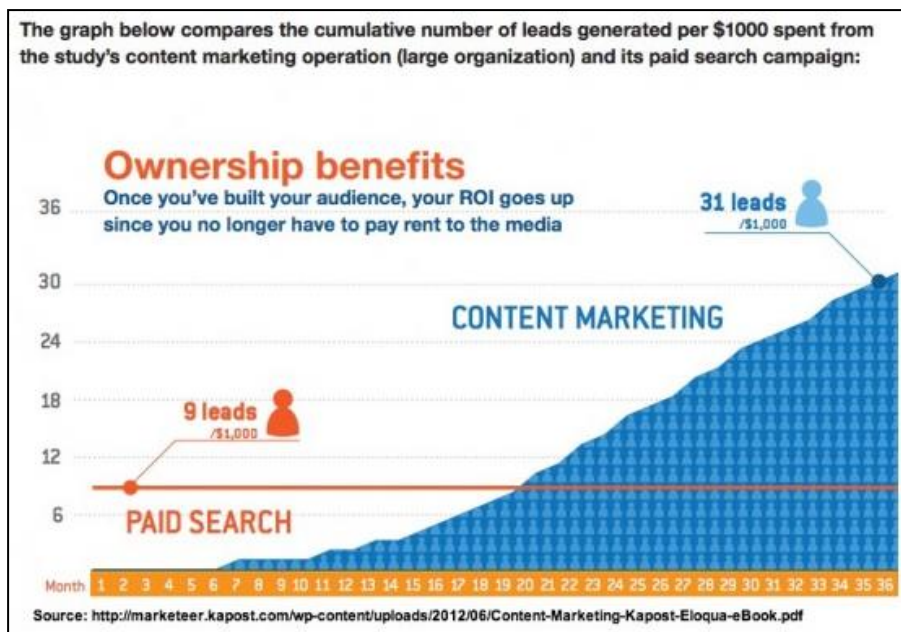 The graph below compares the cumulative number of leads generated per $1000 spent from
the study's content marketing operation (large organization) and its paid search campaign:
Ownership benefits
Once you've built your audience, your ROI goes up
since you no longer have to pay rent to the media
36
31 leads
/$1,000
30
CONTENT MARKETING
24
18
9 leads
/$1,000
12
6
PAID SEARCH
Month 1 2 3 4 5 6 7 8 9 10 11 12 13 14 15 16 17 18 19 20 21 22 23 24 25 26 27 28 29 30 31 32 33 34 35 36
Source: http://marketeer.kapost.com/wp-content/uploads/2012/06/Content-Marketing-Kapost-Eloqua-eBook.pdf